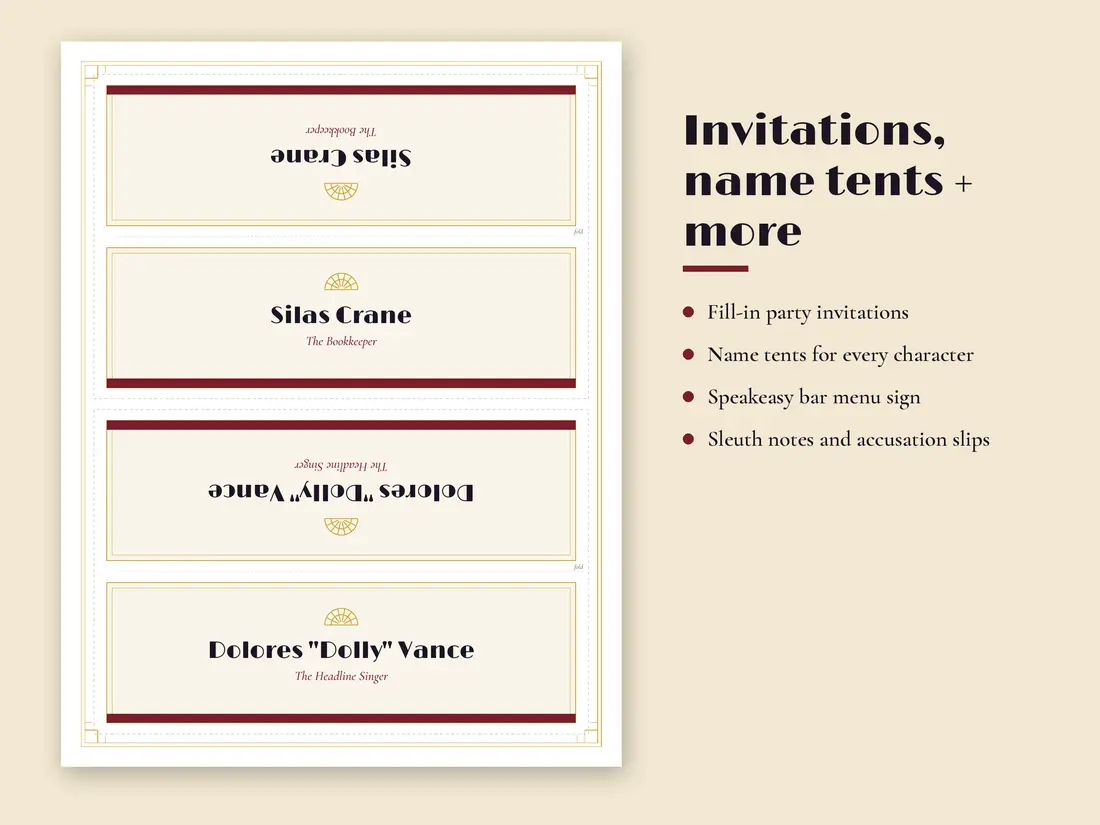 The Bookkeeper
Silas Crane
fold
Silas Crane
The Bookkeeper
The Headline Singer
Dolores "Dolly" Vance
fold
Dolores "Dolly" Vance
The Headline Singer
Invitations,
name tents +
more
Fill-in party invitations
Name tents for every character
Speakeasy bar menu sign
Sleuth notes and accusation slips